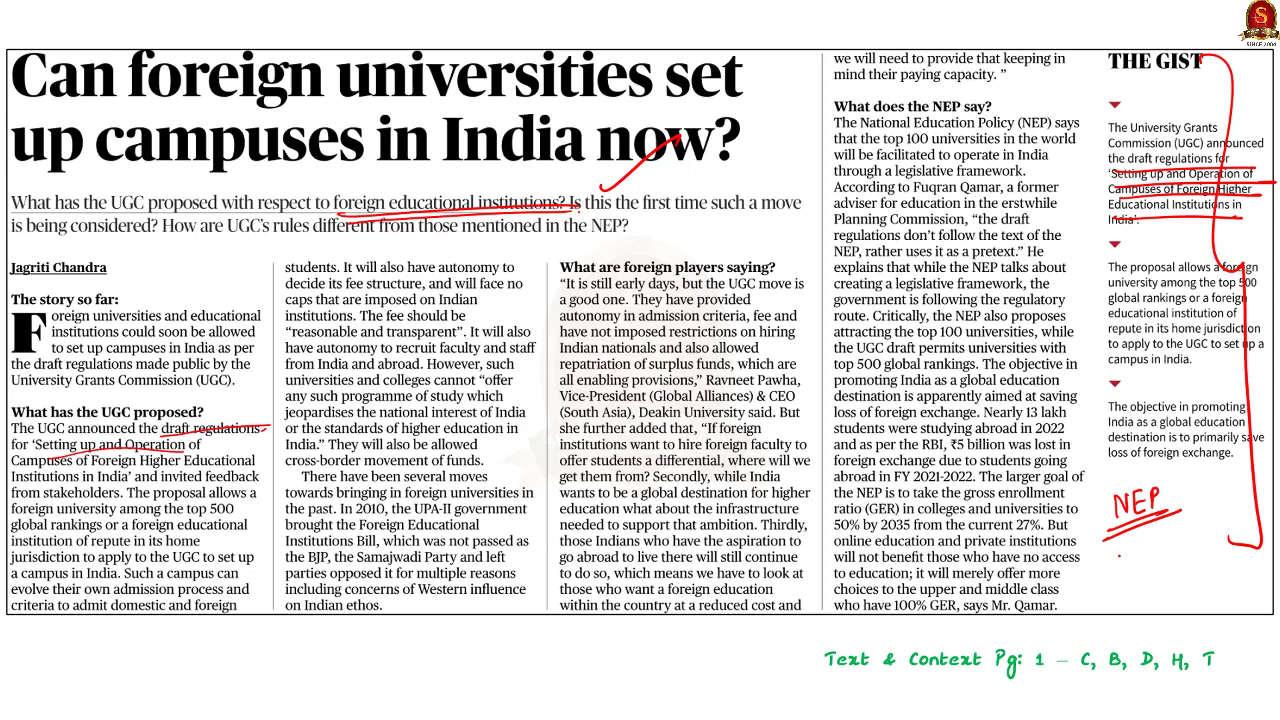 SINCE 2004
Can foreign universities set
up campuses in India now?
What has the UGC proposed with respect to foreign educational institutions? Is this the first time such a move
is being considered? How are UGC's rules different from those mentioned in the NEP?
Jagriti Chandra
The story so far:
Foreign universities and educational
institutions could soon be allowed
to set up campuses in India as per
the draft regulations made public by the
University Grants Commission (UGC).
What has the UGC proposed?
The UGC announced the draft regulations
for ‘Setting up and Operation of
Campuses of Foreign Higher Educational
Institutions in India’ and invited feedback
from stakeholders. The proposal allows a
foreign university among the top 500
global rankings or a foreign educational
institution of repute in its home
jurisdiction to apply to the UGC to set up
a campus in India. Such a campus can
evolve their own admission process and
criteria to admit domestic and foreign
students. It will also have autonomy to
decide its fee structure, and will face no
caps that are imposed on Indian
institutions. The fee should be
“reasonable and transparent”. It will also
have autonomy to recruit faculty and staff
from India and abroad. However, such
universities and colleges cannot “offer
any such programme of study which
jeopardises the national interest of India
or the standards of higher education in
India.” They will also be allowed
cross-border movement of funds.
There have been several moves
towards bringing in foreign universities in
the past. In 2010, the UPA-II government
brought the Foreign Educational
Institutions Bill, which was not passed as
the BJP, the Samajwadi Party and left
parties opposed it for multiple reasons
including concerns of Western influence
on Indian ethos.
What are foreign players saying?
“It is still early days, but the UGC move is
a good one. They have provided
autonomy in admission criteria, fee and
have not imposed restrictions on hiring
Indian nationals and also allowed
repatriation of surplus funds, which are
all enabling provisions,” Ravneet Pawha,
Vice-President (Global Alliances) & CEO
(South Asia), Deakin University said. But
she further added that, “If foreign
institutions want to hire foreign faculty to
offer students a differential, where will we
get them from? Secondly, while India
wants to be a global destination for higher
education what about the infrastructure
needed to support that ambition. Thirdly,
those Indians who have the aspiration to
go abroad to live there will still continue
to do so, which means we have to look at
those who want a foreign education
within the country at a reduced cost and
we will need to provide that keeping in
mind their paying capacity. ”
What does the NEP say?
The National Education Policy (NEP) says
that the top 100 universities in the world
will be facilitated to operate in India
through a legislative framework.
According to Fuqran Qamar, a former
adviser for education in the erstwhile
Planning Commission, “the draft
regulations don’t follow the text of the
NEP, rather uses it as a pretext.” He
explains that while the NEP talks about
creating a legislative framework, the
government is following the regulatory
route. Critically, the NEP also proposes
attracting the top 100 universities, while
the UGC draft permits universities with
top 500 global rankings. The objective in
promoting India as a global education
destination is apparently aimed at saving
loss of foreign exchange. Nearly 13 lakh
students were studying abroad in 2022
and as per the RBI, ₹5 billion was lost in
foreign exchange due to students going
abroad in FY 2021-2022. The larger goal of
the NEP is to take the gross enrollment
ratio (GER) in colleges and universities to
50% by 2035 from the current 27%. But
online education and private institutions
will not benefit those who have no access
to education; it will merely offer more
choices to the upper and middle class
who have 100% GER, says Mr. Qamar.
THE GIST
The University Grants
Commission (UGC) announced
the draft regulations for
‘Setting up and Operation of
Campuses of Foreign Higher
Educational Institutions in
India’.
The proposal allows a foreign
university among the top 500
global rankings or a foreign
educational institution of
repute in its home jurisdiction
to apply to the UGC to set up a
campus in India.
The objective in promoting
India as a global education
destination is to primarily save
loss of foreign exchange.
NEP
Text & Context Pg: 1 – C, B, D, H, T